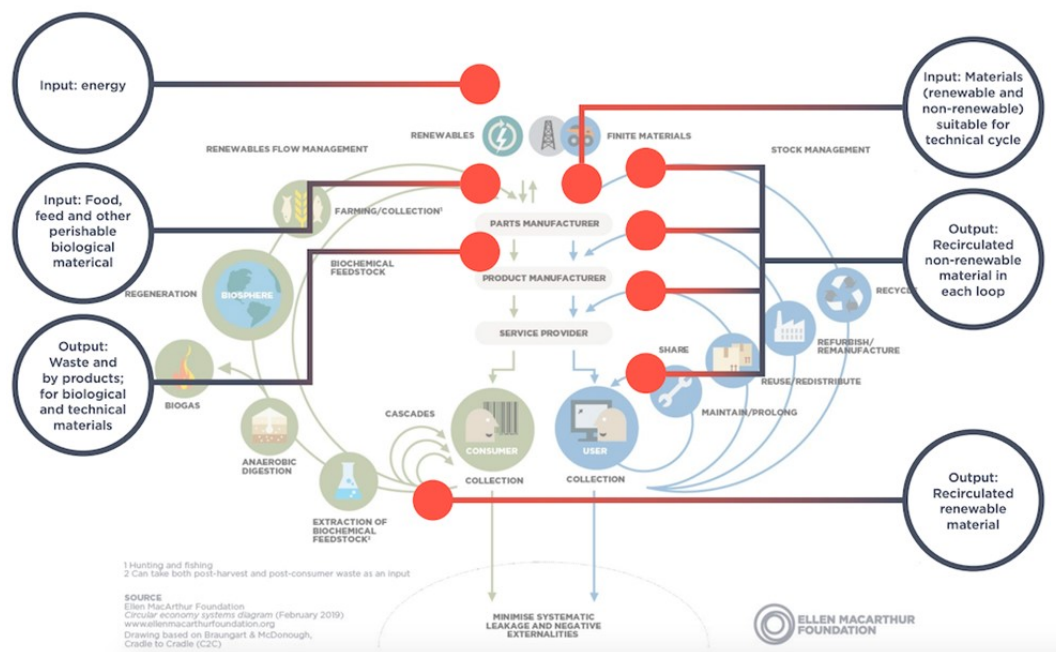 Input: energy
Input: Food,
feed and other
perishable
biological
materical
Output:
Waste and
by products;
for biological
and technical
materials
Input: Materials
(renewable and
non-renewable)
suitable for
technical cycle
Output:
Recirculated
non-renewable
material in
each loop
Output:
Recirculated
renewable
material
RENEWABLES
FINITE MATERIALS
RENEWABLES FLOW MANAGEMENT
STOCK MANAGEMENT
FARMING/COLLECTION¹
PARTS MANUFACTURER
BIOCHEMICAL
FEEDSTOCK
PRODUCT MANUFACTURER
REGENERATION
BIOSPHERE
RECYCLE
SERVICE PROVIDER
SHARE
REFURBISH/
REMANUFACTURE
REUSE/REDISTRIBUTE
MAINTAIN/PROLONG
BIOGAS
CASCADES
CONSUMER
USER
ANAEROBIC
DIGESTION
COLLECTION
COLLECTION
EXTRACTION OF
BIOCHEMICAL
FEEDSTOCK²
1 Hunting and fishing
2 Can take both post-harvest and post-consumer waste as an input
SOURCE
Ellen MacArthur Foundation
Circular economy systems diagram (February 2019)
www.ellenmacarthurfoundation.org
Drawing based on Braungart & McDonough,
Cradle to Cradle (C2C)
MINIMISE SYSTEMATIC
LEAKAGE AND NEGATIVE
EXTERNALITIES
ELLEN MACARTHUR
FOUNDATION